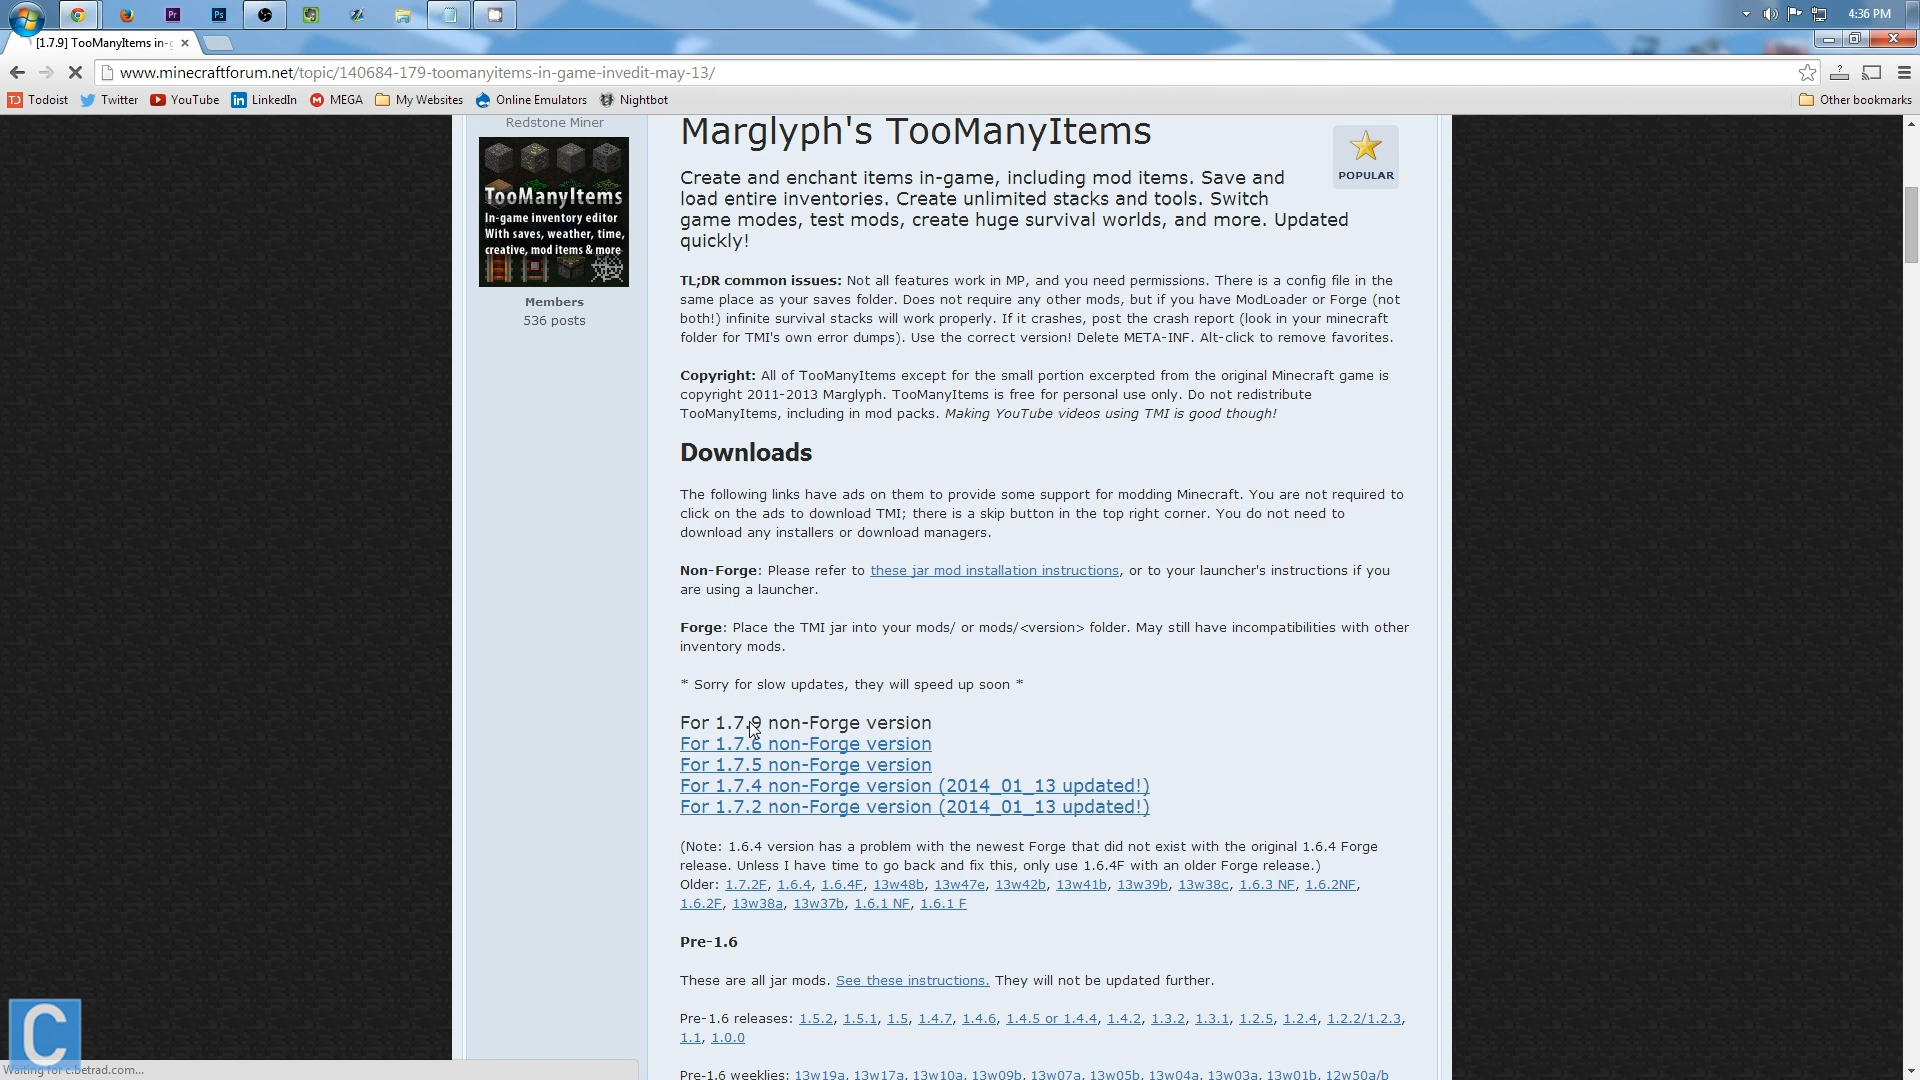 4:36 PM
[1.7.9] TooManyItems in-g
www.minecraftforum.net/topic/140684-179-toomanyitems-in-game-invedit-may-13/
Todoist Twitter YouTube LinkedIn MEGA My Websites Online Emulators Nightbot Other bookmarks
Redstone Miner
TooManyItems
In-game inventory editor
With saves, weather, time,
creative, mod items & more
Members
536 posts
Marglyph's TooManyItems
POPULAR
Create and enchant items in-game, including mod items. Save and
load entire inventories. Create unlimited stacks and tools. Switch
game modes, test mods, create huge survival worlds, and more. Updated
quickly!
TL;DR common issues: Not all features work in MP, and you need permissions. There is a config file in the
same place as your saves folder. Does not require any other mods, but if you have ModLoader or Forge (not
both!) infinite survival stacks will work properly. If it crashes, post the crash report (look in your minecraft
folder for TMI's own error dumps). Use the correct version! Delete META-INF. Alt-click to remove favorites.
Copyright: All of TooManyItems except for the small portion excerpted from the original Minecraft game is
copyright 2011-2013 Marglyph. TooManyItems is free for personal use only. Do not redistribute
TooManyItems, including in mod packs. Making YouTube videos using TMI is good though!
Downloads
The following links have ads on them to provide some support for modding Minecraft. You are not required to
click on the ads to download TMI; there is a skip button in the top right corner. You do not need to
download any installers or download managers.
Non-Forge: Please refer to these jar mod installation instructions, or to your launcher's instructions if you
are using a launcher.
Forge: Place the TMI jar into your mods/ or mods/<version> folder. May still have incompatibilities with other
inventory mods.
* Sorry for slow updates, they will speed up soon *
For 1.7.9 non-Forge version
For 1.7.6 non-Forge version
For 1.7.5 non-Forge version
For 1.7.4 non-Forge version (2014_01_13 updated!)
For 1.7.2 non-Forge version (2014_01_13 updated!)
(Note: 1.6.4 version has a problem with the newest Forge that did not exist with the original 1.6.4 Forge
release. Unless I have time to go back and fix this, only use 1.6.4F with an older Forge release.)
Older: 1.7.2F, 1.6.4, 1.6.4F, 13w48b, 13w47e, 13w42b, 13w41b, 13w39b, 13w38c, 1.6.3 NF, 1.6.2NF,
1.6.2F, 13w38a, 13w37b, 1.6.1 NF, 1.6.1 F
Pre-1.6
These are all jar mods. See these instructions. They will not be updated further.
Pre-1.6 releases: 1.5.2, 1.5.1, 1.5, 1.4.7, 1.4.6, 1.4.5 or 1.4.4, 1.4.2, 1.3.2, 1.3.1, 1.2.5, 1.2.4, 1.2.2/1.2.3,
1.1, 1.0.0
Pre-1.6 weeklies: 13w19a, 13w17a, 13w10a, 13w09b, 13w07a, 13w05b, 13w04a, 13w03a, 13w01b, 12w50a/b
C
Waiting for c.betrad.com...